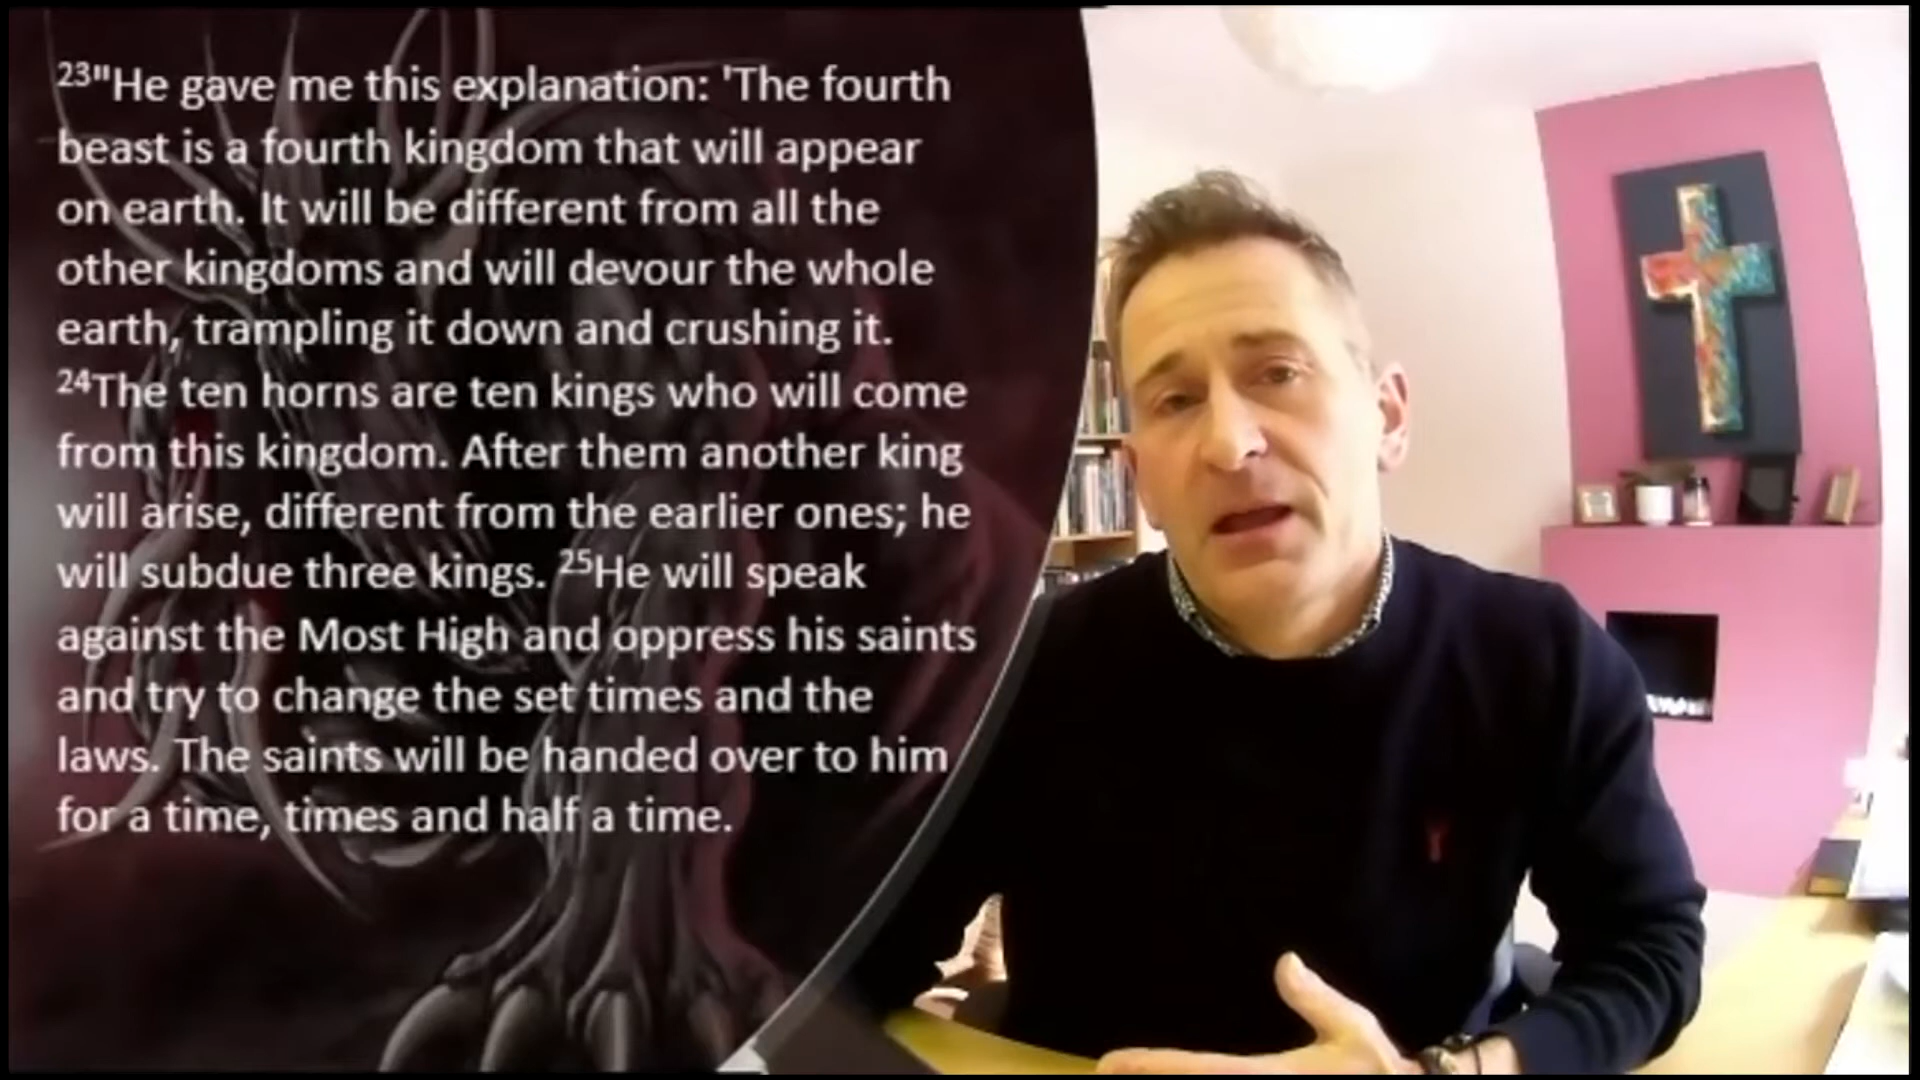 23"He gave me this explanation: 'The fourth
beast is a fourth kingdom that will appear
on earth. It will be different from all the
other kingdoms and will devour the whole
earth, trampling it down and crushing it.
24The ten horns are ten kings who will come
from this kingdom. After them another king
will arise, different from the earlier ones; he
will subdue three kings. 25He will speak
against the Most High and oppress his saints
and try to change the set times and the
laws. The saints will be handed over to him
for a time, times and half a time.